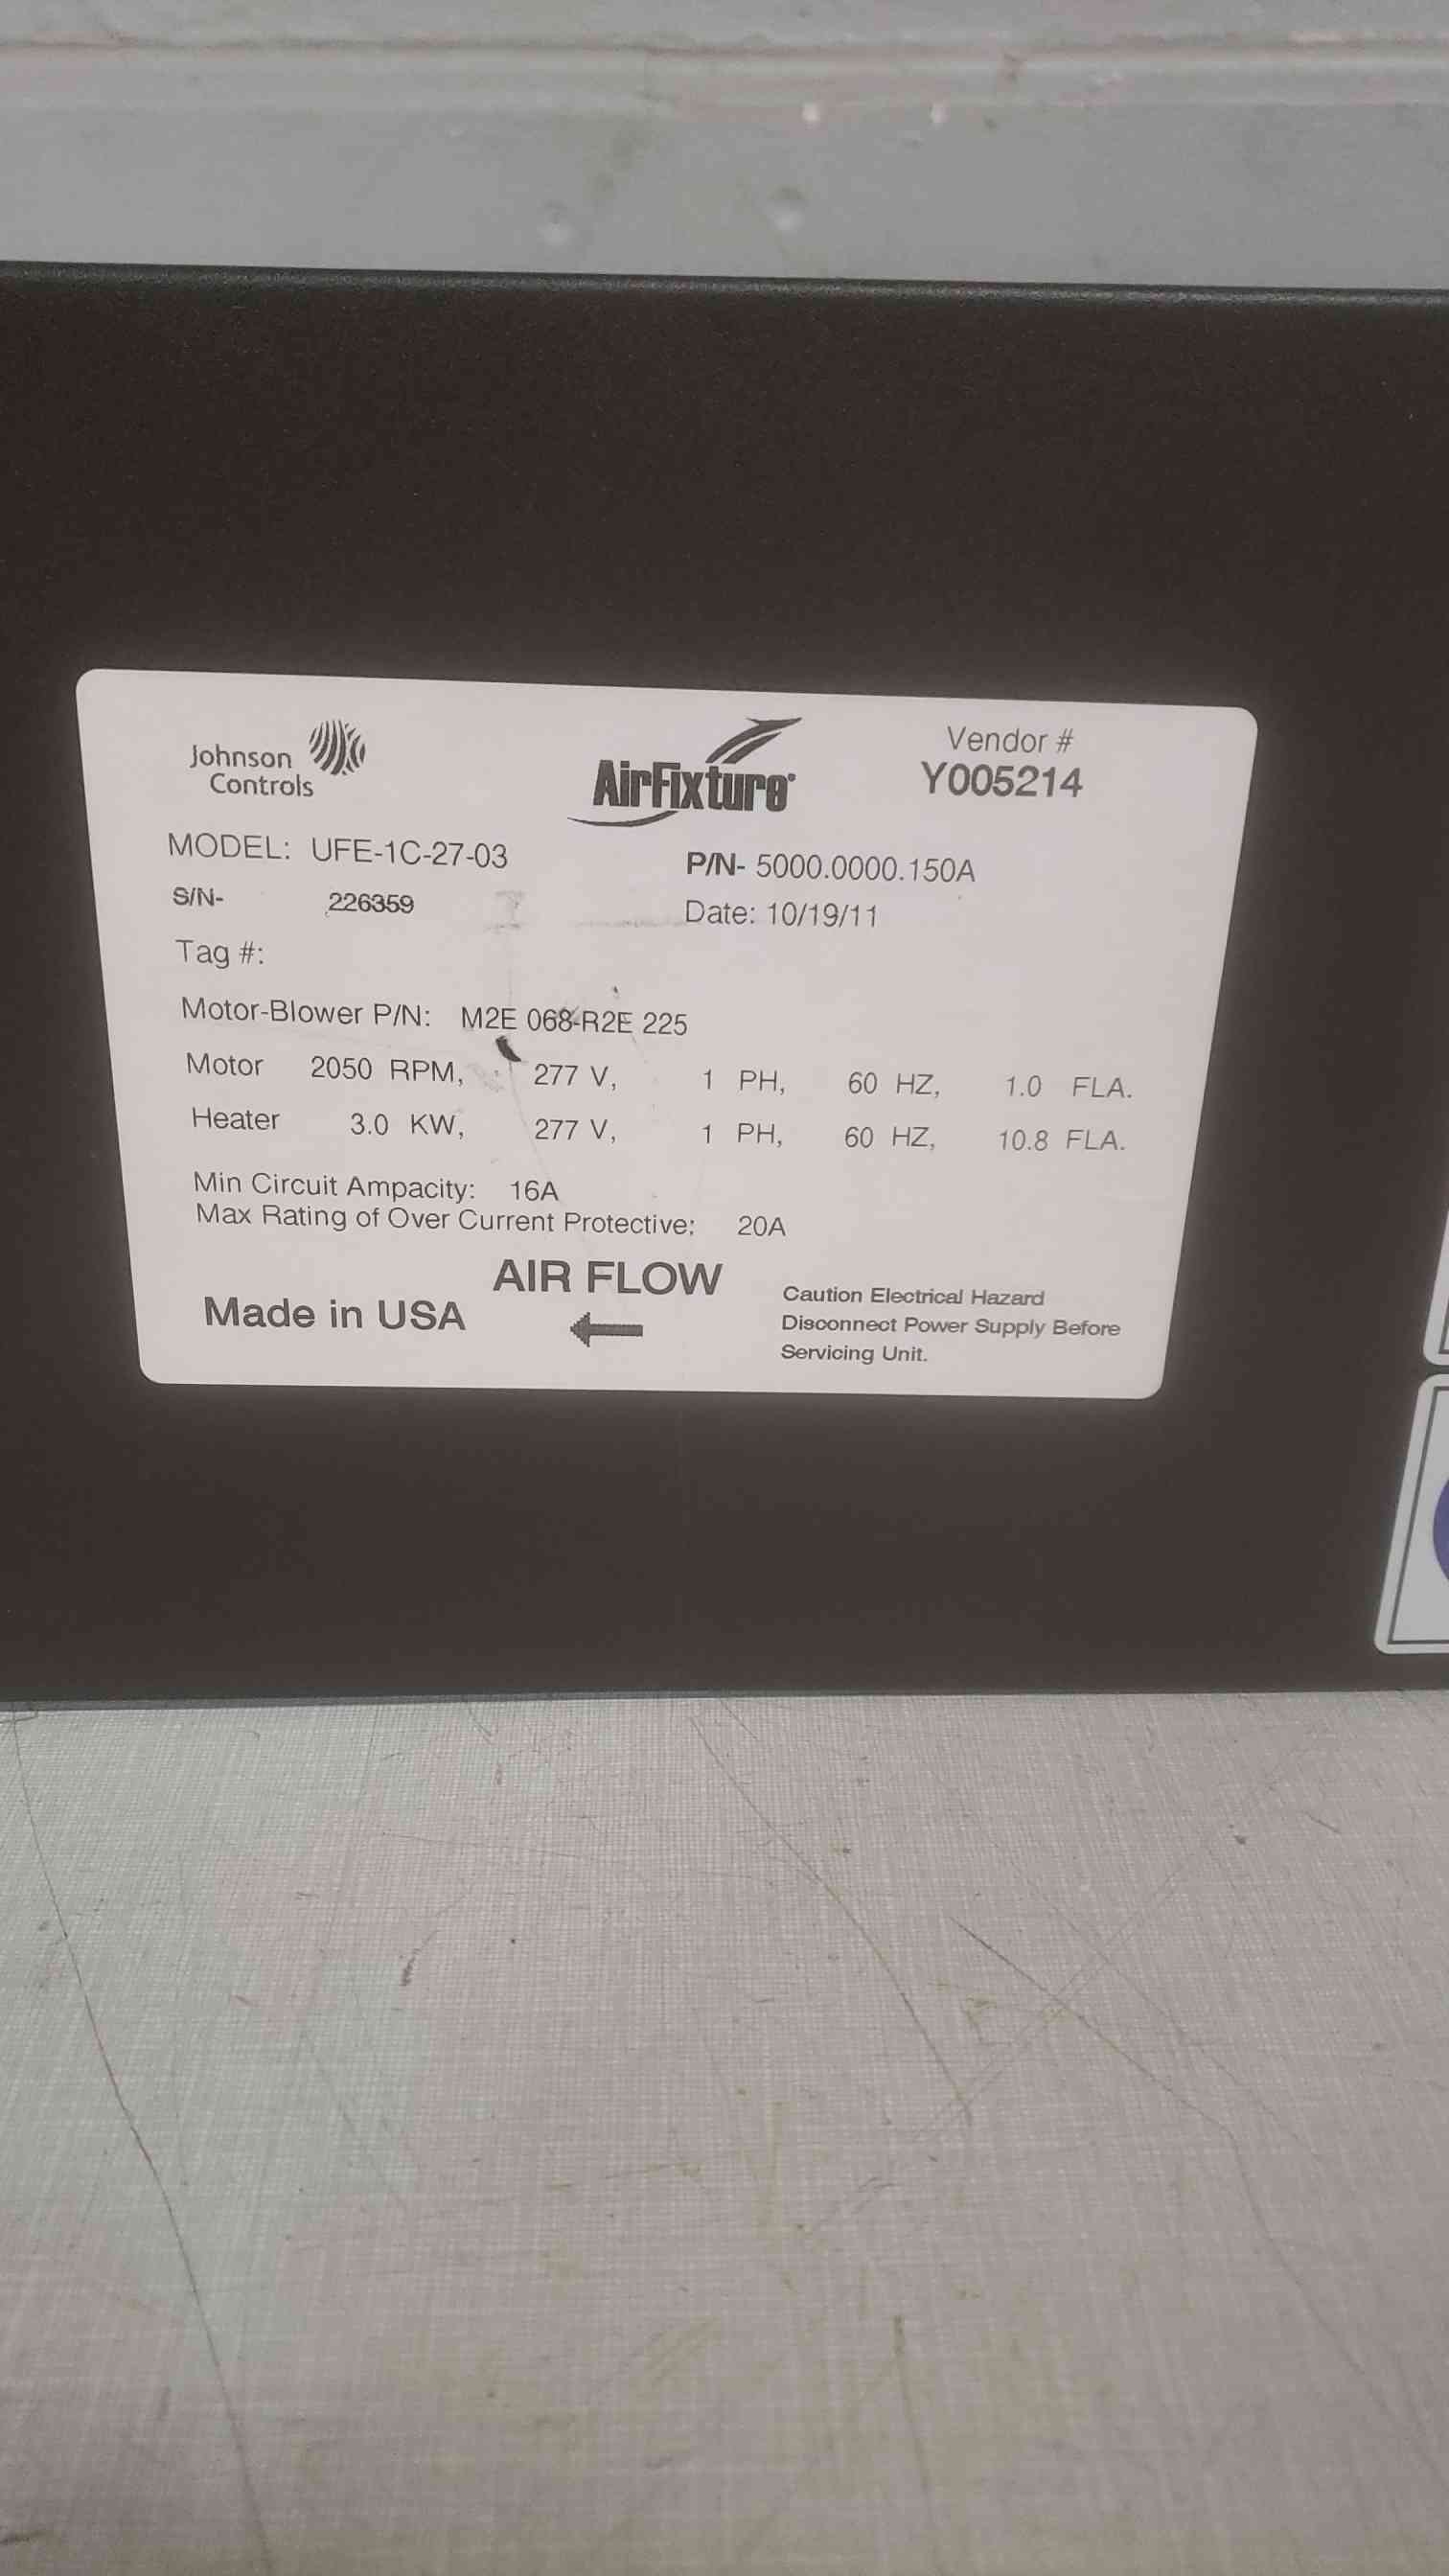 Johnson
Controls
AirFixture
Vendor #
Y005214
MODEL: UFE-1C-27-03
P/N- 5000.0000.150A
S/N- 226359
Date: 10/19/11
Tag #:
Motor-Blower P/N: M2E 068-R2E 225
Motor 2050 RPM, 277 V, 1 PH, 60 HZ, 1.0 FLA.
Heater 3.0 KW, 277 V, 1 PH, 60 HZ, 10.8 FLA.
Min Circuit Ampacity: 16A
Max Rating of Over Current Protective: 20A
AIR FLOW
Made in USA
Caution Electrical Hazard
Disconnect Power Supply Before
Servicing Unit.